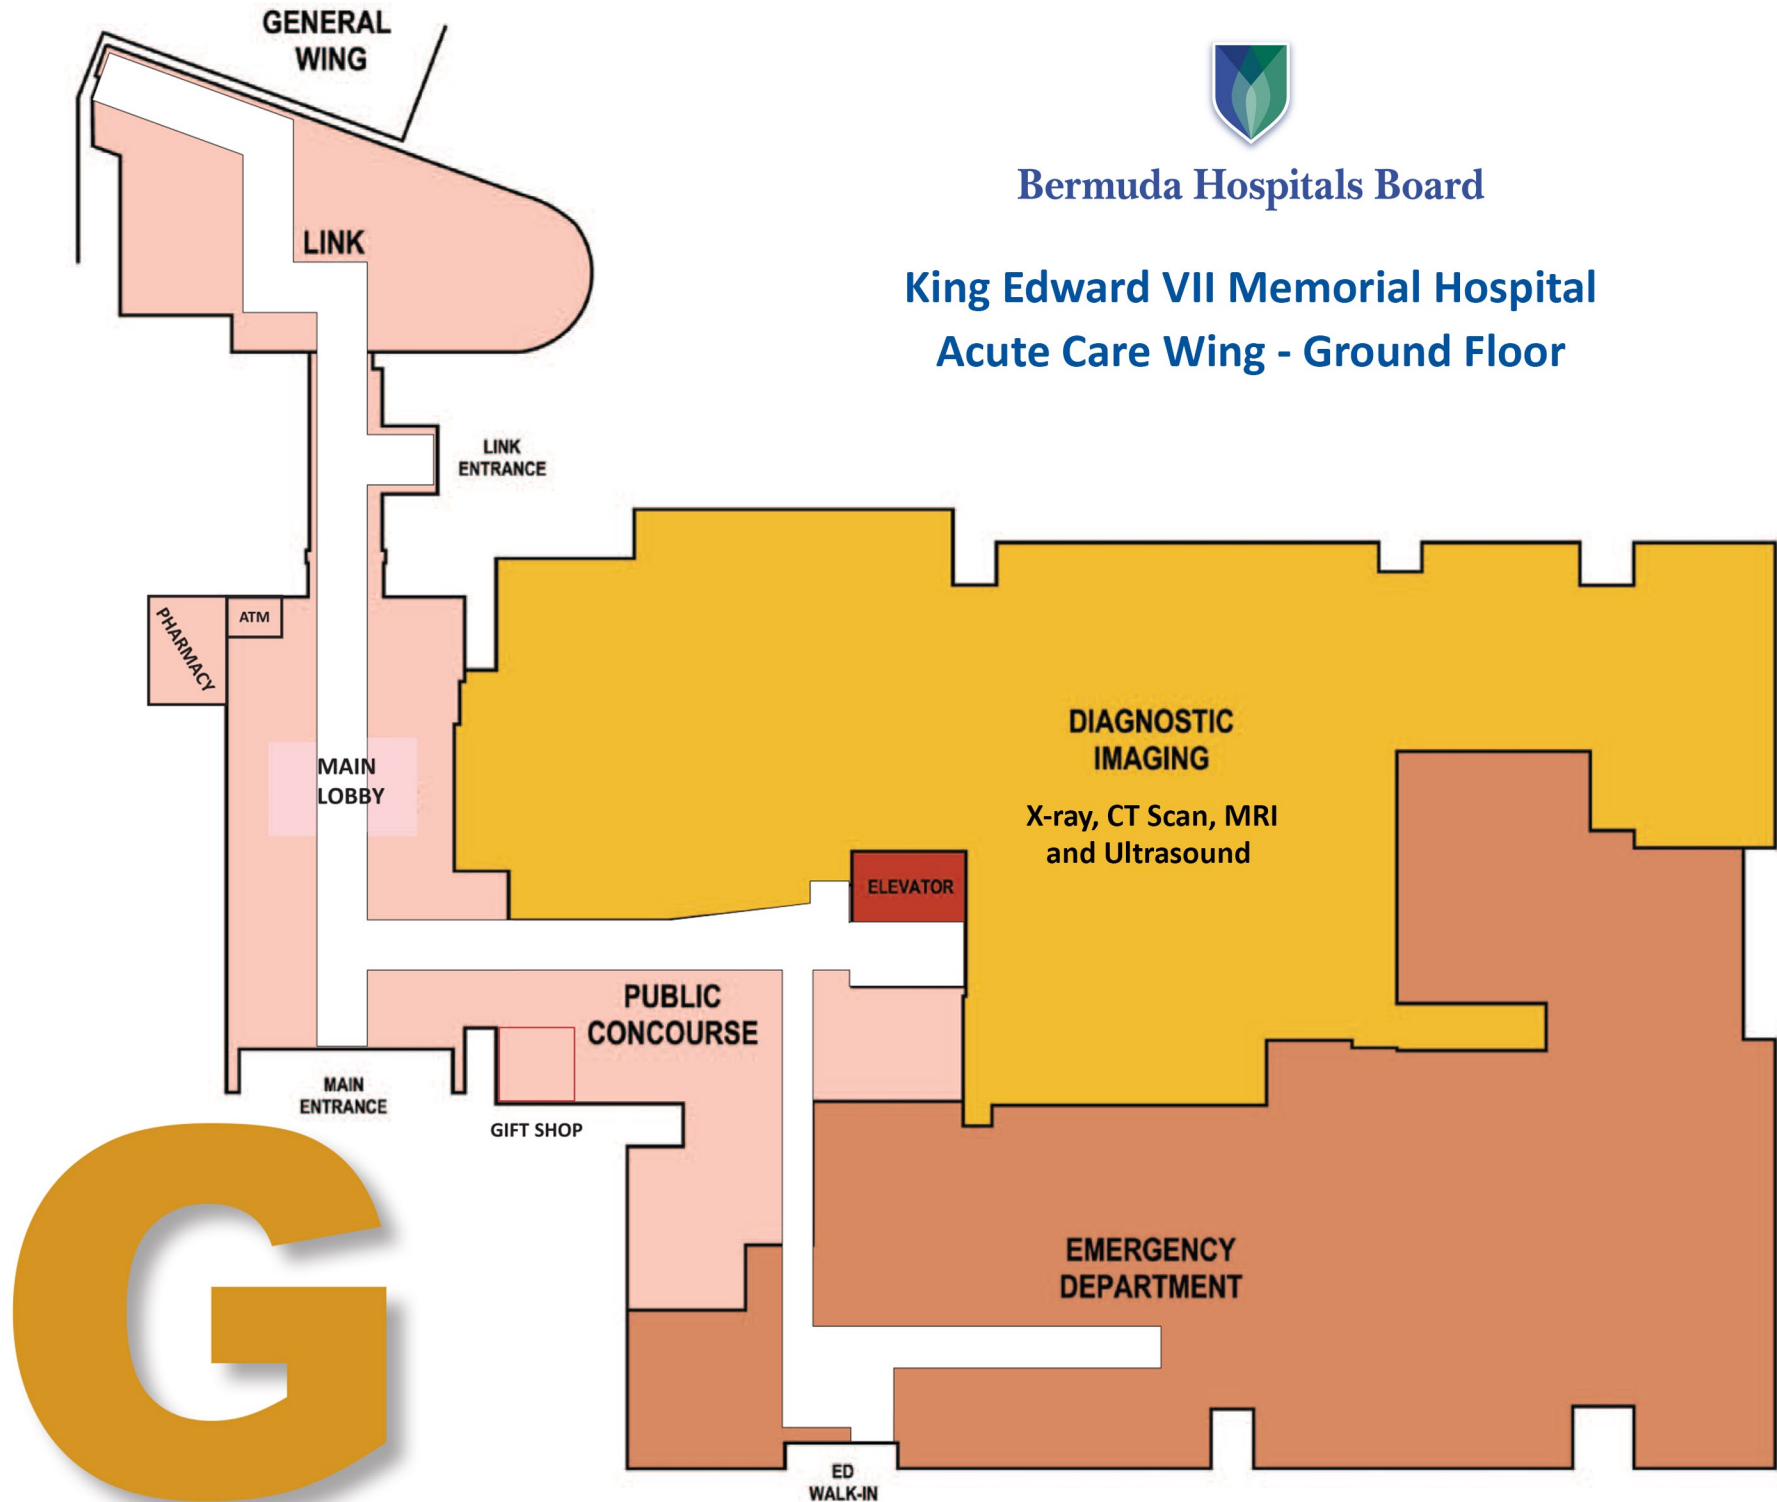 GENERAL
WING
Bermuda Hospitals Board
King Edward VII Memorial Hospital
Acute Care Wing - Ground Floor
LINK
LINK
ENTRANCE
PHARMACY
ATM
MAIN
LOBBY
DIAGNOSTIC
IMAGING
X-ray, CT Scan, MRI
and Ultrasound
ELEVATOR
PUBLIC
CONCOURSE
MAIN
ENTRANCE
GIFT SHOP
G
EMERGENCY
DEPARTMENT
ED
WALK-IN